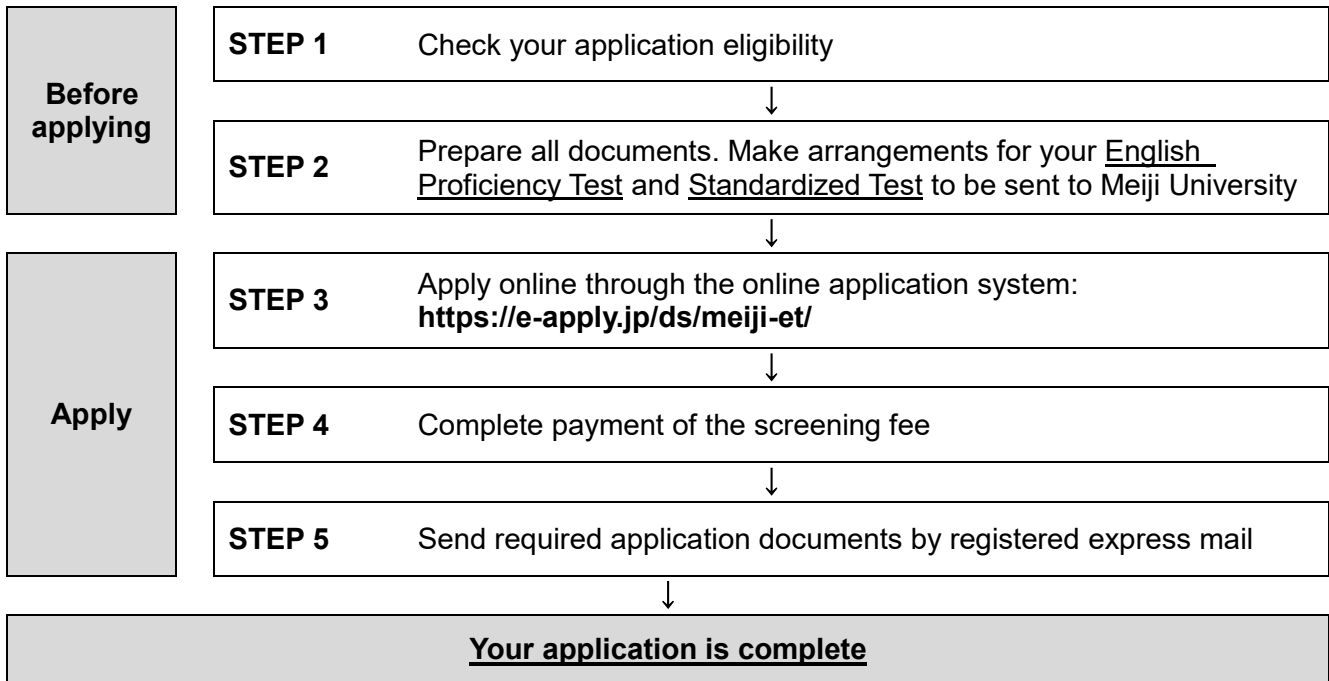 Before
applying
STEP 1 Check your application eligibility
↓
STEP 2 Prepare all documents. Make arrangements for your English
Proficiency Test and Standardized Test to be sent to Meiji University
↓
Apply
STEP 3 Apply online through the online application system:
https://e-apply.jp/ds/meiji-et/
↓
STEP 4 Complete payment of the screening fee
↓
STEP 5 Send required application documents by registered express mail
↓
Your application is complete